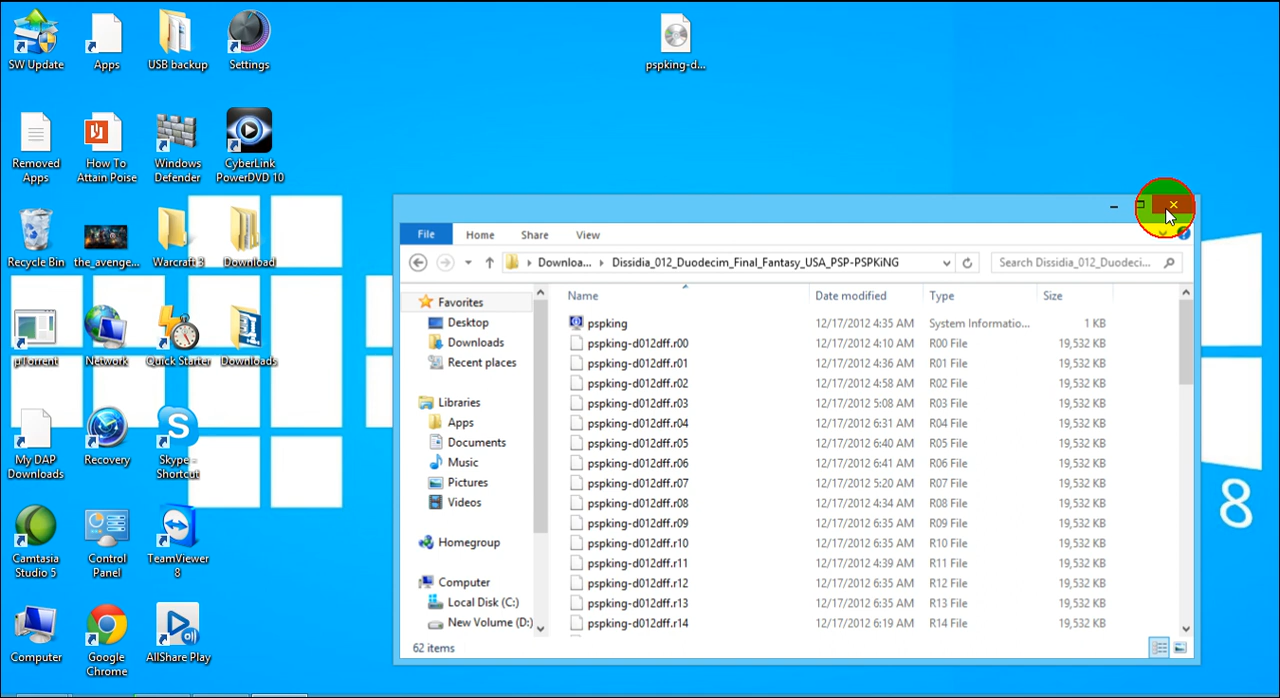 SW Update
Apps
USB backup
Settings
pspking-d...
Removed
Apps
How To
Attain Poise
Windows
Defender
CyberLink
PowerDVD 10
Recycle Bin
the_avenge...
Warcraft 3
Download
µTorrent
Network
Quick Starter
Downloads
My DAP
Downloads
Recovery
Skype -
Shortcut
Camtasia
Studio 5
Control
Panel
TeamViewer
8
Computer
Google
Chrome
AllShare Play
8
File Home Share View
Downloa... Dissidia_012_Duodecim_Final_Fantasy_USA_PSP-PSPKiNG Search Dissidia_012_Duodeci...
Favorites
Desktop
Downloads
Recent places
Libraries
Apps
Documents
Music
Pictures
Videos
Homegroup
Computer
Local Disk (C:)
New Volume (D:)
Name Date modified Type Size
pspking 12/17/2012 4:35 AM System Informatio... 1 KB
pspking-d012dff.r00 12/17/2012 4:10 AM R00 File 19,532 KB
pspking-d012dff.r01 12/17/2012 4:36 AM R01 File 19,532 KB
pspking-d012dff.r02 12/17/2012 4:58 AM R02 File 19,532 KB
pspking-d012dff.r03 12/17/2012 5:08 AM R03 File 19,532 KB
pspking-d012dff.r04 12/17/2012 6:31 AM R04 File 19,532 KB
pspking-d012dff.r05 12/17/2012 6:40 AM R05 File 19,532 KB
pspking-d012dff.r06 12/17/2012 6:41 AM R06 File 19,532 KB
pspking-d012dff.r07 12/17/2012 5:20 AM R07 File 19,532 KB
pspking-d012dff.r08 12/17/2012 4:34 AM R08 File 19,532 KB
pspking-d012dff.r09 12/17/2012 6:35 AM R09 File 19,532 KB
pspking-d012dff.r10 12/17/2012 6:35 AM R10 File 19,532 KB
pspking-d012dff.r11 12/17/2012 4:39 AM R11 File 19,532 KB
pspking-d012dff.r12 12/17/2012 6:35 AM R12 File 19,532 KB
pspking-d012dff.r13 12/17/2012 6:35 AM R13 File 19,532 KB
pspking-d012dff.r14 12/17/2012 6:19 AM R14 File 19,532 KB
62 items